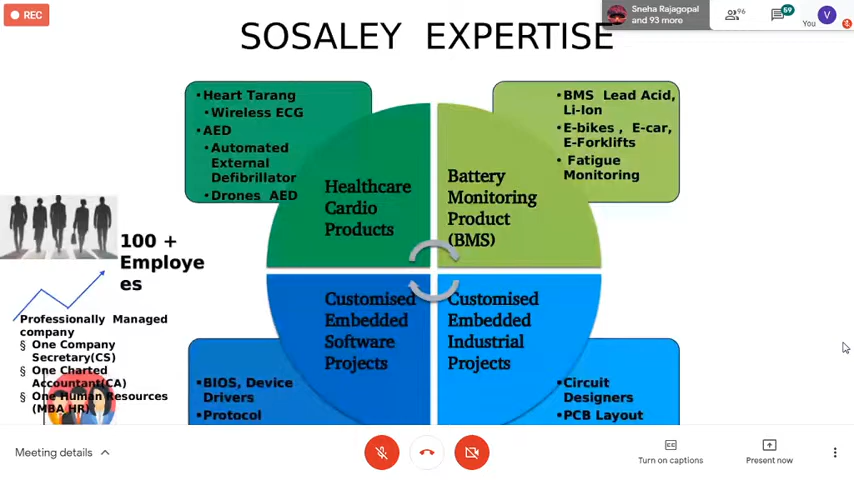 REC
Sneha Rajagopal
and 93 more
96
59
V
You
SOSALEY EXPERTISE
•Heart Tarang
•Wireless ECG
•AED
•Automated
External
Defibrillator
•Drones AED
•BMS Lead Acid,
Li-Ion
•E-bikes , E-car,
E-Forklifts
• Fatigue
Monitoring
Healthcare
Cardio
Products
Battery
Monitoring
Product
(BMS)
100 +
Employe
es
Professionally Managed
company
§ One Company
Secretary(CS)
§ One Charted
Accountant(CA)
§ One Human Resources
(MBA HR)
Customised
Embedded
Software
Projects
Customised
Embedded
Industrial
Projects
•BIOS, Device
Drivers
•Protocol
•Circuit
Designers
•PCB Layout
Meeting details
CC
Turn on captions
Present now